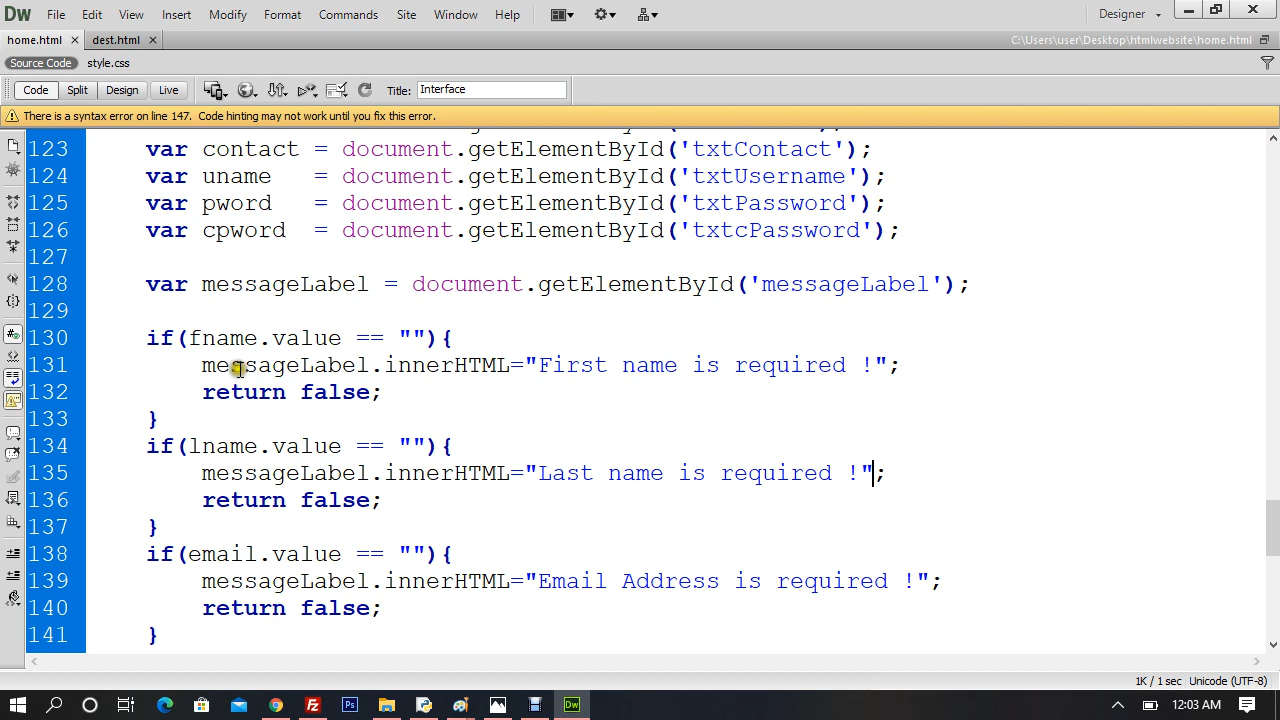 Dw File Edit View Insert Modify Format Commands Site Window Help Designer
home.html dest.html C:\Users\user\Desktop\htmlwebsite\home.html
Source Code style.css
Code Split Design Live Title: Interface
There is a syntax error on line 147. Code hinting may not work until you fix this error.
123 var contact = document.getElementById('txtContact');
124 var uname = document.getElementById('txtUsername');
125 var pword = document.getElementById('txtPassword');
126 var cpword = document.getElementById('txtcPassword');
127
128 var messageLabel = document.getElementById('messageLabel');
129
130 if(fname.value == ""){
131 messageLabel.innerHTML="First name is required !";
132 return false;
133 }
134 if(lname.value == ""){
135 messageLabel.innerHTML="Last name is required !";
136 return false;
137 }
138 if(email.value == ""){
139 messageLabel.innerHTML="Email Address is required !";
140 return false;
141 }
1K / 1 sec Unicode (UTF-8)
Fz Ps Dw 12:03 AM